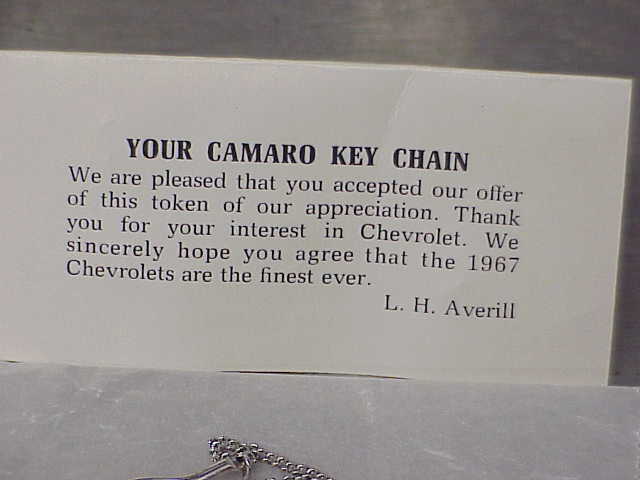 YOUR CAMARO KEY CHAIN
We are pleased that you accepted our offer
of this token of our appreciation. Thank
you for your interest in Chevrolet. We
sincerely hope you agree that the 1967
Chevrolets are the finest ever.
L. H. Averill